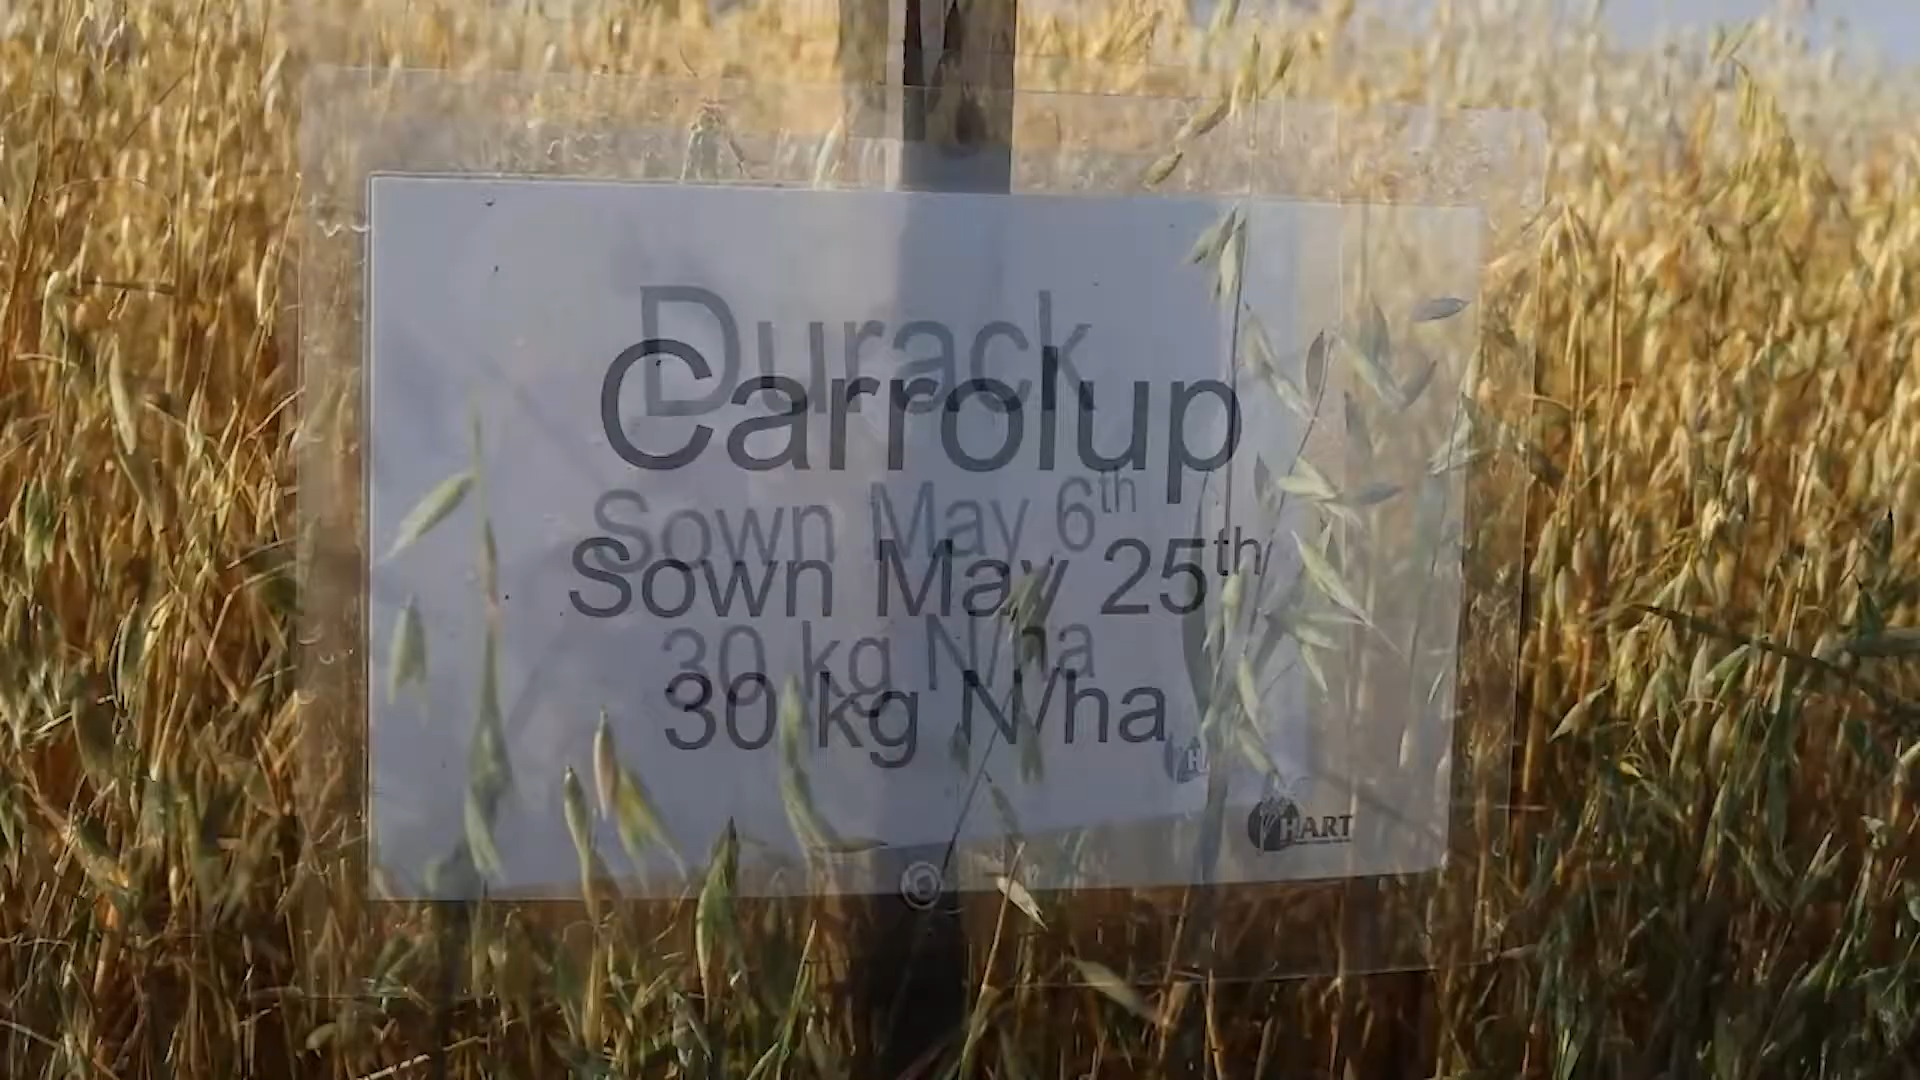 Durack
Carrolup
Sown May 6th
Sown May 25th
30 kg N/ha
30 kg N/ha
HART